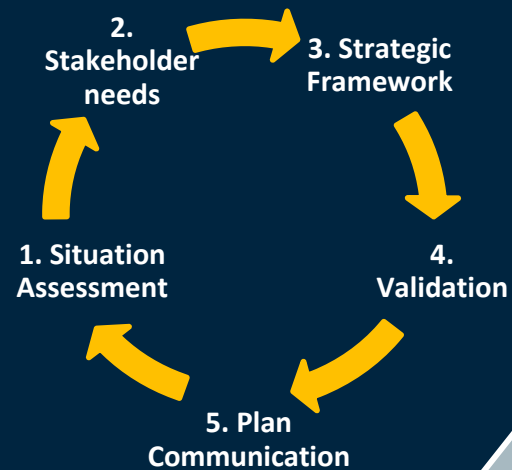 1. Situation
Assessment
2.
Stakeholder
needs
3. Strategic
Framework
4.
Validation
5. Plan
Communication